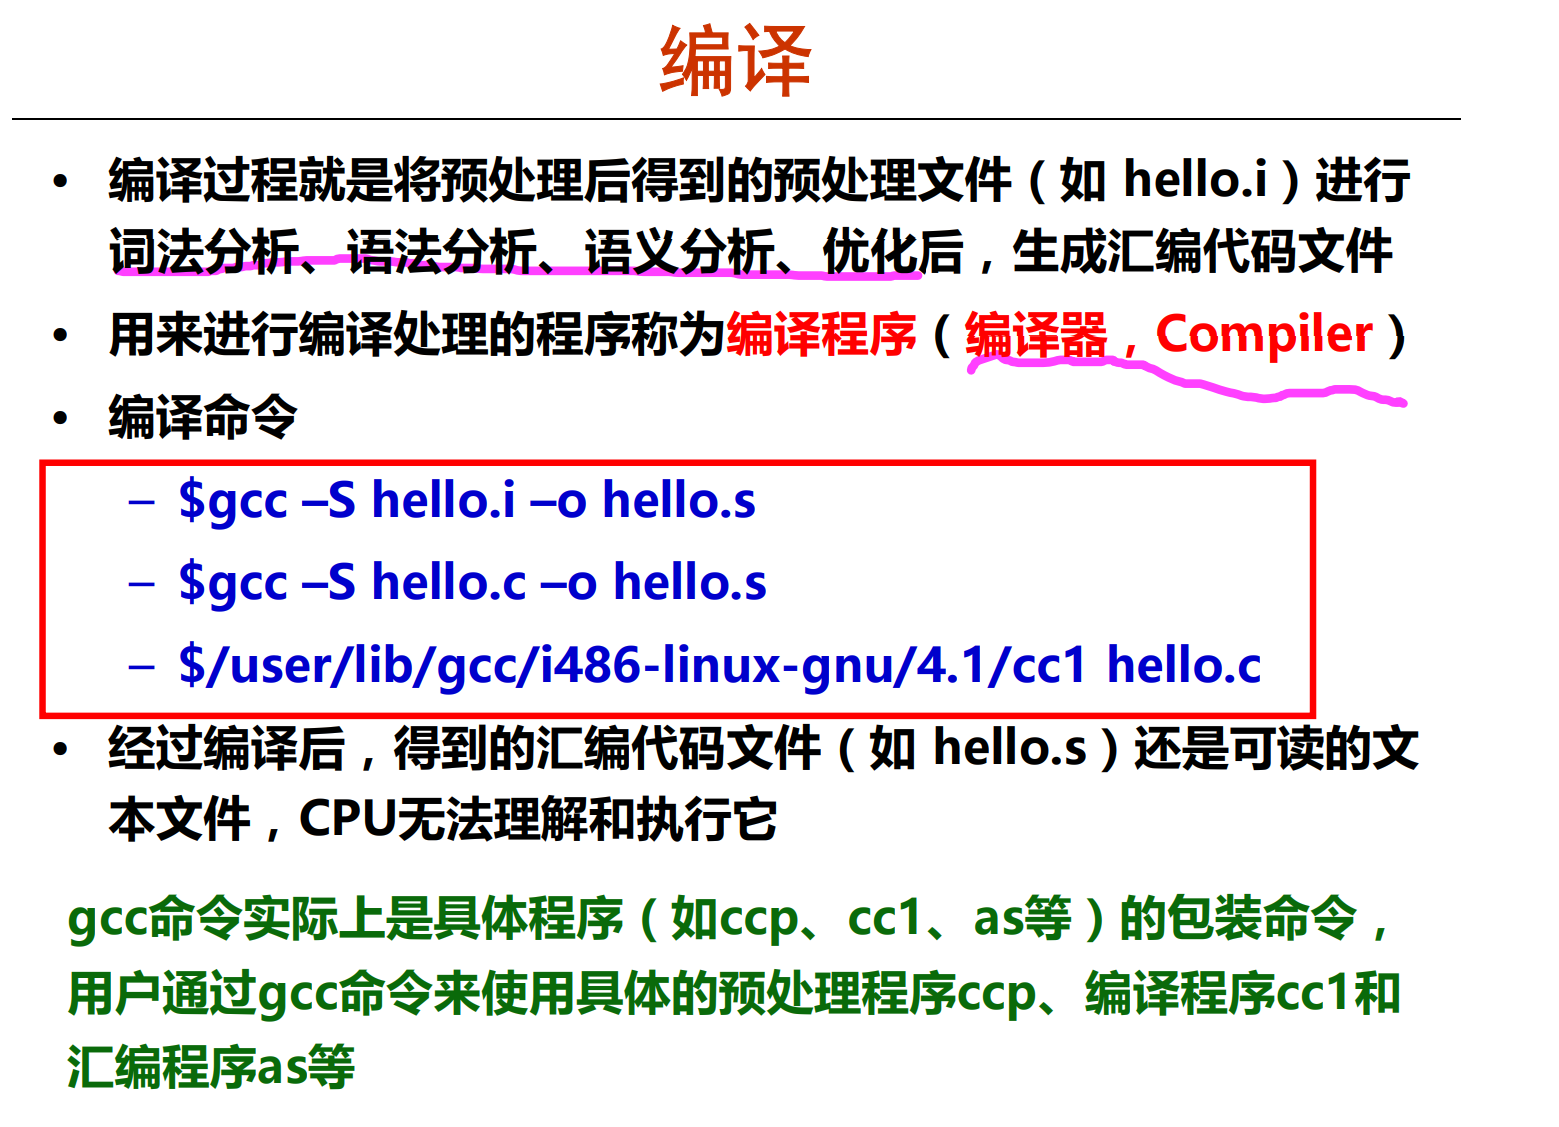 编译
• 编译过程就是将预处理后得到的预处理文件（如 hello.i）进行
词法分析、语法分析、语义分析、优化后，生成汇编代码文件
• 用来进行编译处理的程序称为编译程序（编译器，Compiler）
• 编译命令
– $gcc –S hello.i –o hello.s
– $gcc –S hello.c –o hello.s
– $/user/lib/gcc/i486-linux-gnu/4.1/cc1 hello.c
• 经过编译后，得到的汇编代码文件（如 hello.s）还是可读的文
本文件，CPU无法理解和执行它
gcc命令实际上是具体程序（如ccp、cc1、as等）的包装命令，
用户通过gcc命令来使用具体的预处理程序ccp、编译程序cc1和
汇编程序as等